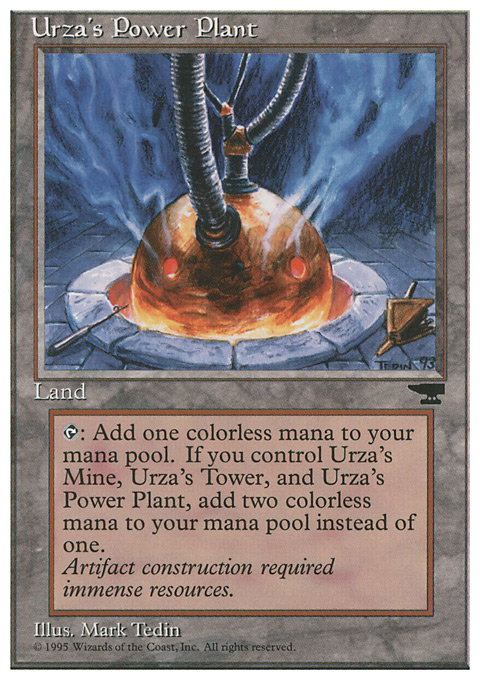 Urza's Power Plant
TEDIN '93
Land
: Add one colorless mana to your
mana pool. If you control Urza's
Mine, Urza's Tower, and Urza's
Power Plant, add two colorless
mana to your mana pool instead of
one.
Artifact construction required
immense resources.
Illus. Mark Tedin
© 1995 Wizards of the Coast, Inc. All rights reserved.